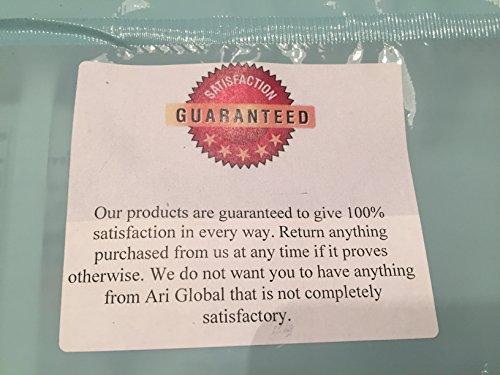 SATISFACTION
GUARANTEED
Our products are guaranteed to give 100%
satisfaction in every way. Return anything
purchased from us at any time if it proves
otherwise. We do not want you to have anything
from Ari Global that is not completely
satisfactory.